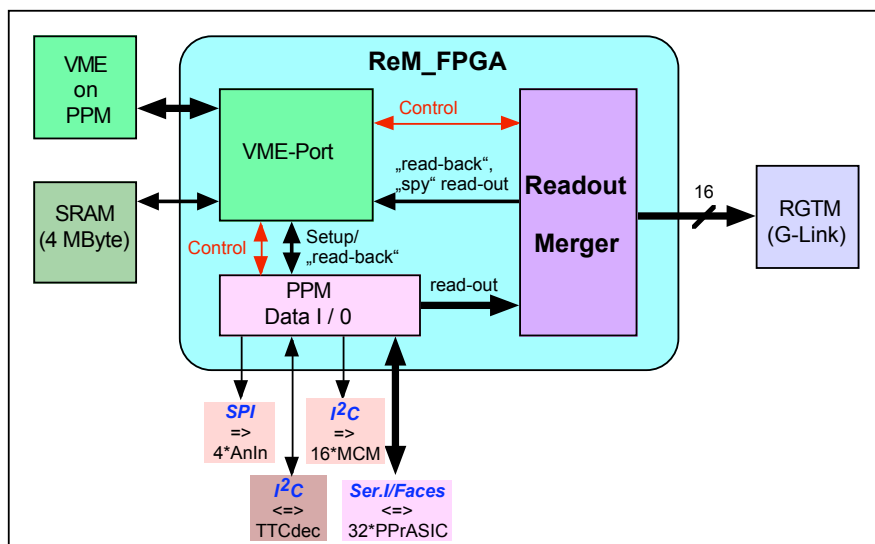 ReM_FPGA
VME
on
PPM
VME-Port
Control
„read-back“,
„spy“ read-out
Readout
Merger
16
RGTM
(G-Link)
SRAM
(4 MByte)
Control
Setup/
„read-back“
PPM
Data I / 0
read-out
SPI
=>
4*AnIn
I2C
=>
16*MCM
I2C
<=>
TTCdec
Ser.I/Faces
<=>
32*PPrASIC